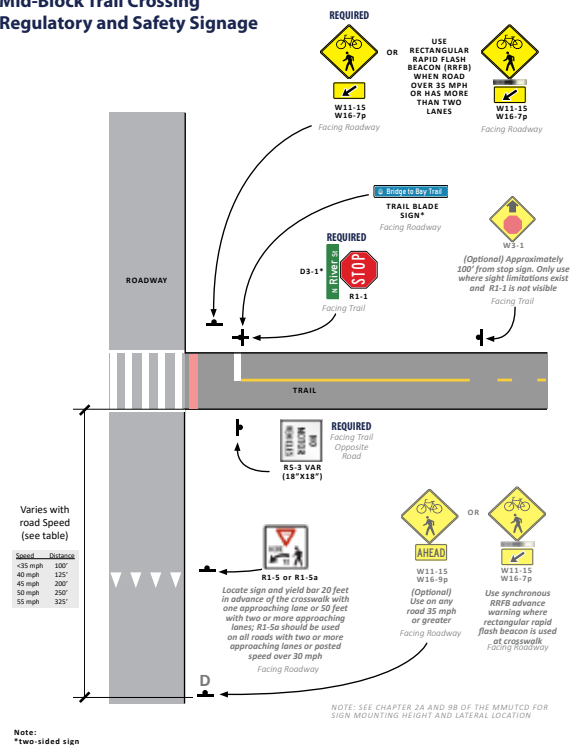 Mid-Block Trail Crossing
Regulatory and Safety Signage
REQUIRED
W11-15
W16-7p
Facing Roadway
OR
USE
RECTANGULAR
RAPID FLASH
BEACON (RRFB)
WHEN ROAD
OVER 35 MPH
OR HAS MORE
THAN TWO
LANES
W11-15
W16-7p
Facing Roadway
Bridge to Bay Trail
TRAIL BLADE
SIGN*
Facing Roadway
REQUIRED
D3-1*
N River St
STOP
R1-1
Facing Trail
W3-1
(Optional) Approximately
100' from stop sign. Only use
where sight limitations exist
and R1-1 is not visible
Facing Trail
ROADWAY
TRAIL
NO
MOTOR
VEHICLES
R5-3 VAR
(18"X18")
REQUIRED
Facing Trail
Opposite
Road
Varies with
road Speed
(see table)
Speed Distance
<35 mph 100'
40 mph 125'
45 mph 200'
50 mph 250'
55 mph 325'
HERE
TO
R1-5 or R1-5a
Locate sign and yield bar 20 feet
in advance of the crosswalk with
one approaching lane or 50 feet
with two or more approaching
lanes; R1-5a should be used
on all roads with two or more
approaching lanes or posted
speed over 30 mph
Facing Roadway
AHEAD
W11-15
W16-9p
(Optional)
Use on any
road 35 mph
or greater
Facing Roadway
OR
W11-15
W16-7p
Use synchronous
RRFB advance
warning where
rectangular rapid
flash beacon is used
at crosswalk
Facing Roadway
D
NOTE: SEE CHAPTER 2A AND 9B OF THE MMUTCD FOR
SIGN MOUNTING HEIGHT AND LATERAL LOCATION
Note:
*two-sided sign